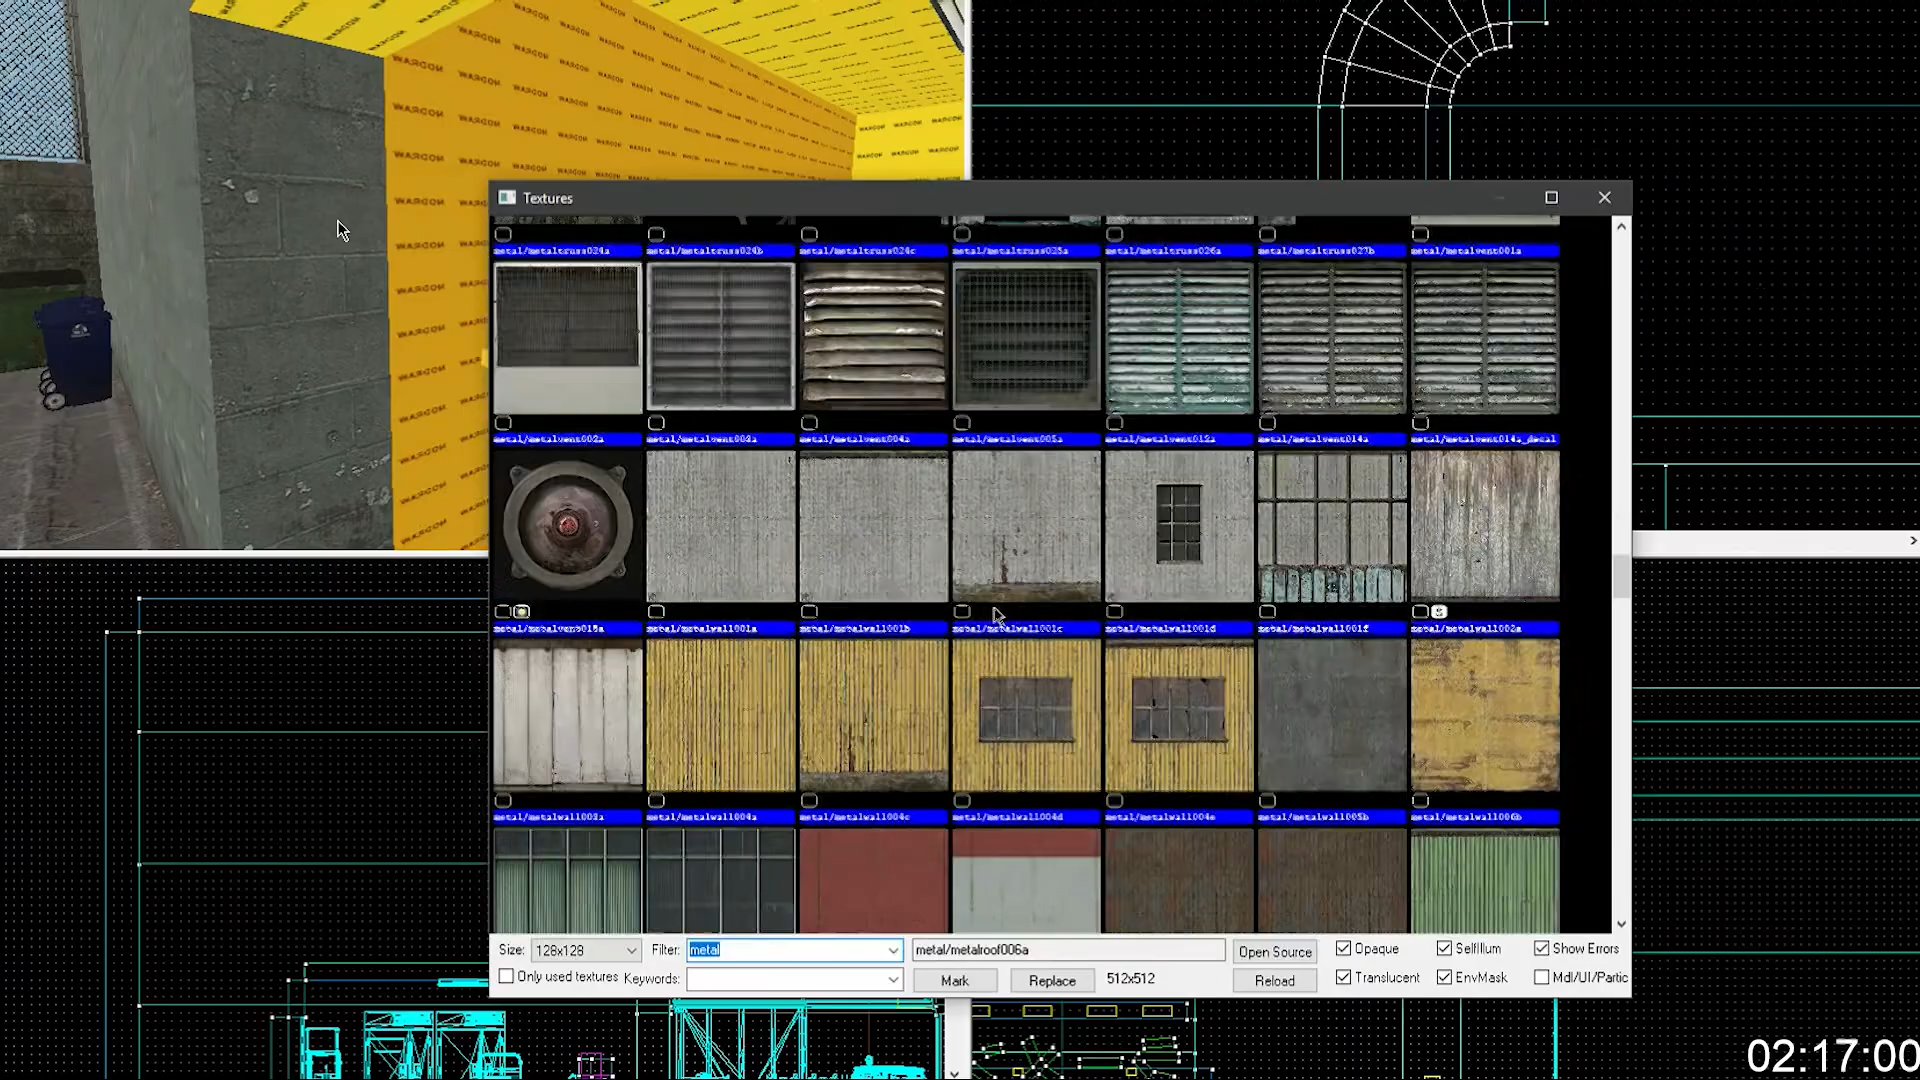 WARCON WARCON WARCON
Textures
metal/metaltruss024a metal/metaltruss024b metal/metaltruss024c metal/metaltruss025a metal/metaltruss026a metal/metaltruss027b metal/metalvent001a
metal/metalvent002a metal/metalvent003a metal/metalvent004a metal/metalvent005a metal/metalvent013a metal/metalvent014a metal/metalvent014a_decal
metal/metalvent015a metal/metalwall001a metal/metalwall001b metal/metalwall001c metal/metalwall001d metal/metalwall001f metal/metalwall002a
metal/metalwall003a metal/metalwall004a metal/metalwall004c metal/metalwall004d metal/metalwall004e metal/metalwall005b metal/metalwall006b
Size: 128x128 Filter: metal metal/metalroof006a Open Source Opaque SelfIllum Show Errors
Only used textures Keywords: Mark Replace 512x512 Reload Translucent EnvMask Mdl/UI/Partic
02:17:00